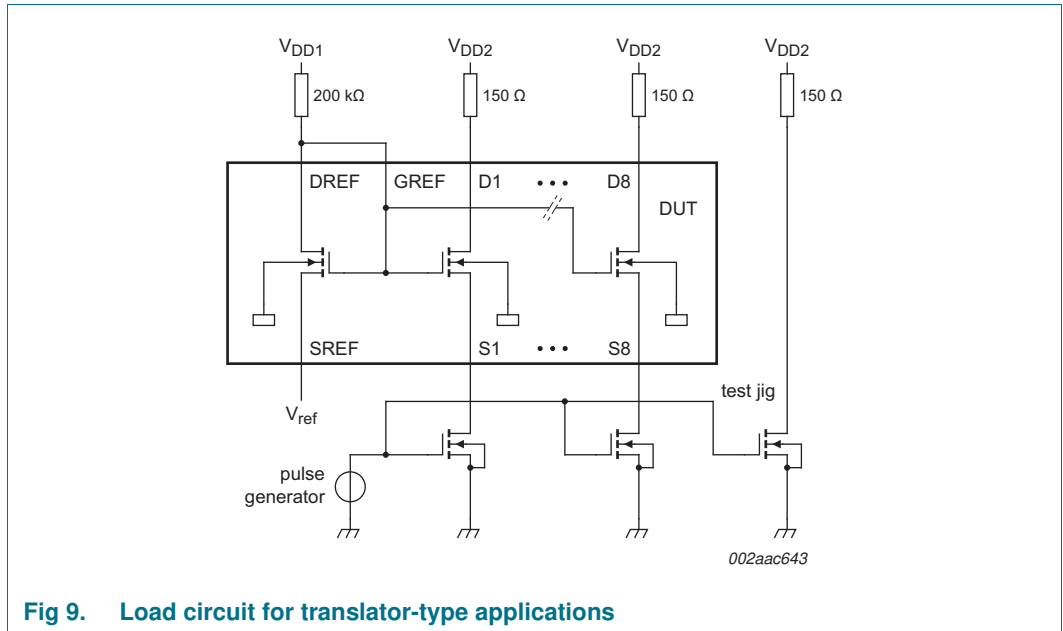 VDD1 VDD2 VDD2 VDD2
200 kΩ 150 Ω 150 Ω 150 Ω
DREF GREF D1 • • • D8
DUT
SREF S1 • • • S8
test jig
Vref
pulse
generator
002aac643
Fig 9. Load circuit for translator-type applications